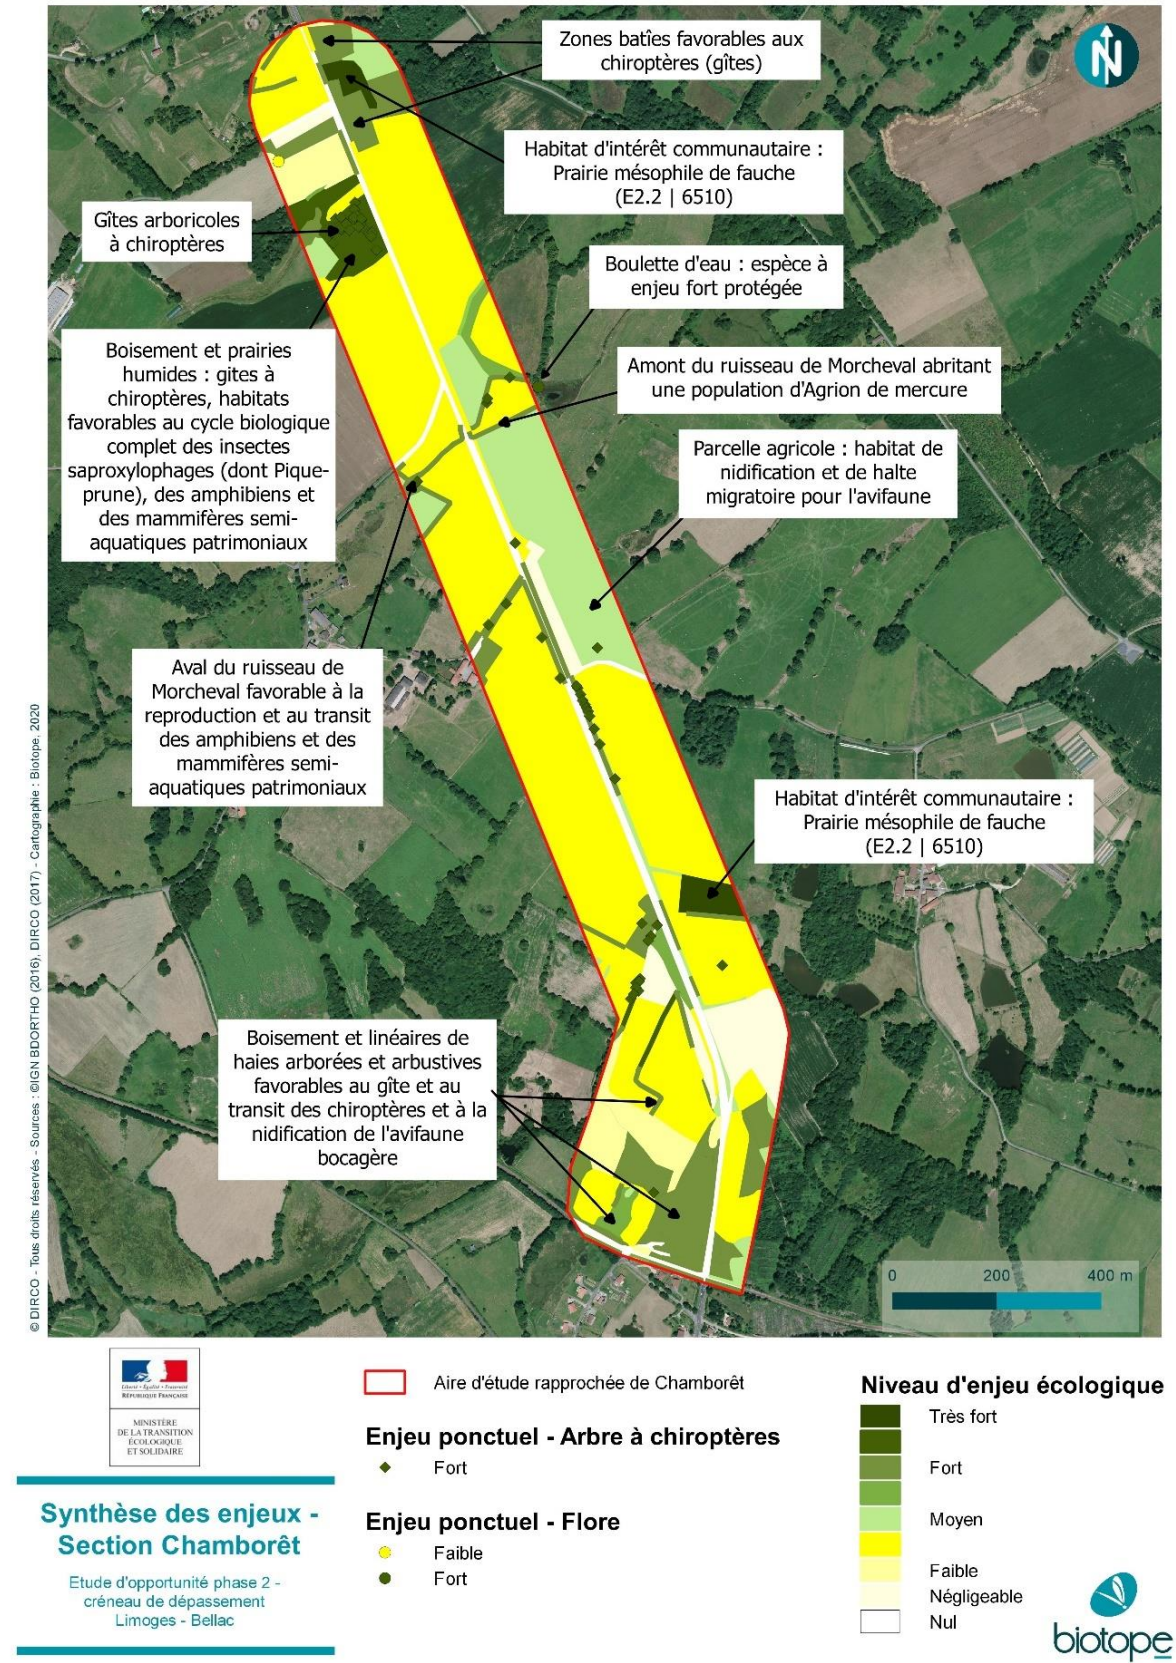 Zones batîes favorables aux
chiroptères (gîtes)
N
Habitat d'intérêt communautaire :
Prairie mésophile de fauche
(E2.2 | 6510)
Gîtes arboricoles
à chiroptères
Boulette d'eau : espèce à
enjeu fort protégée
Boisement et prairies
humides : gites à
chiroptères, habitats
favorables au cycle biologique
complet des insectes
saproxylophages (dont Pique-
prune), des amphibiens et
des mammifères semi-
aquatiques patrimoniaux
Amont du ruisseau de Morcheval abritant
une population d'Agrion de mercure
Parcelle agricole : habitat de
nidification et de halte
migratoire pour l'avifaune
Aval du ruisseau de
Morcheval favorable à la
reproduction et au transit
des amphibiens et des
mammifères semi-
aquatiques patrimoniaux
Habitat d'intérêt communautaire :
Prairie mésophile de fauche
(E2.2 | 6510)
Boisement et linéaires de
haies arborées et arbustives
favorables au gîte et au
transit des chiroptères et à la
nidification de l'avifaune
bocagère
0 200 400 m
© DIRCO - Tous droits réservés - Sources : ©IGN BDORTHO (2016), DIRCO (2017) - Cartographie : Biotope, 2020
Liberté • Égalité • Fraternité
RÉPUBLIQUE FRANÇAISE
MINISTÈRE
DE LA TRANSITION
ÉCOLOGIQUE
ET SOLIDAIRE
Synthèse des enjeux -
Section Chamborêt
Etude d'opportunité phase 2 -
créneau de dépassement
Limoges - Bellac
Aire d'étude rapprochée de Chamborêt
Enjeu ponctuel - Arbre à chiroptères
Fort
Enjeu ponctuel - Flore
Faible
Fort
Niveau d'enjeu écologique
Très fort
Fort
Moyen
Faible
Négligeable
Nul
biotope